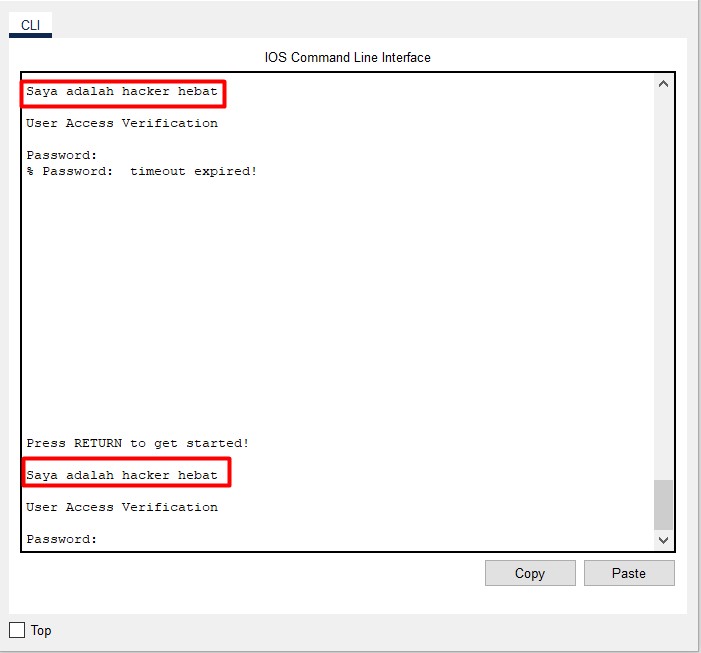 CLI
IOS Command Line Interface
Saya adalah hacker hebat
User Access Verification
Password:
% Password:  timeout expired!
Press RETURN to get started!
Saya adalah hacker hebat
User Access Verification
Password:
Copy
Paste
Top